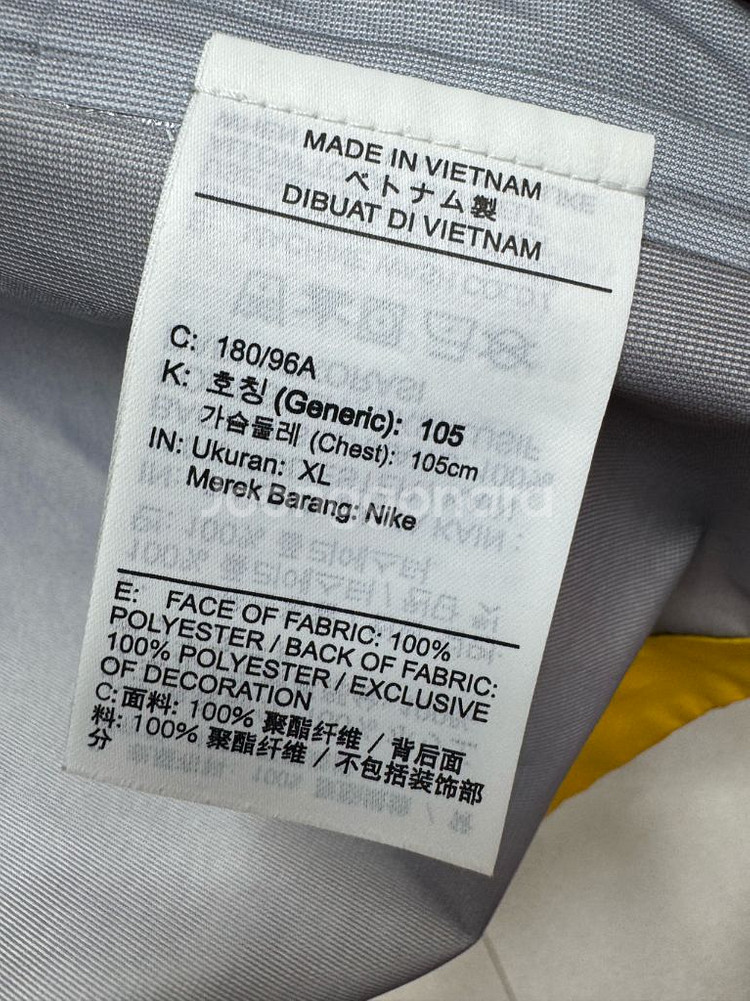 MADE IN VIETNAM
ベトナム製
DIBUAT DI VIETNAM
C: 180/96A
K: 호칭 (Generic): 105
가슴둘레 (Chest): 105cm
IN: Ukuran: XL
Merek Barang: Nike
E: FACE OF FABRIC: 100%
POLYESTER / BACK OF FABRIC:
100% POLYESTER / EXCLUSIVE
OF DECORATION
C: 面料: 100% 聚酯纤维 / 背后面
料: 100% 聚酯纤维 / 不包括装饰部
分